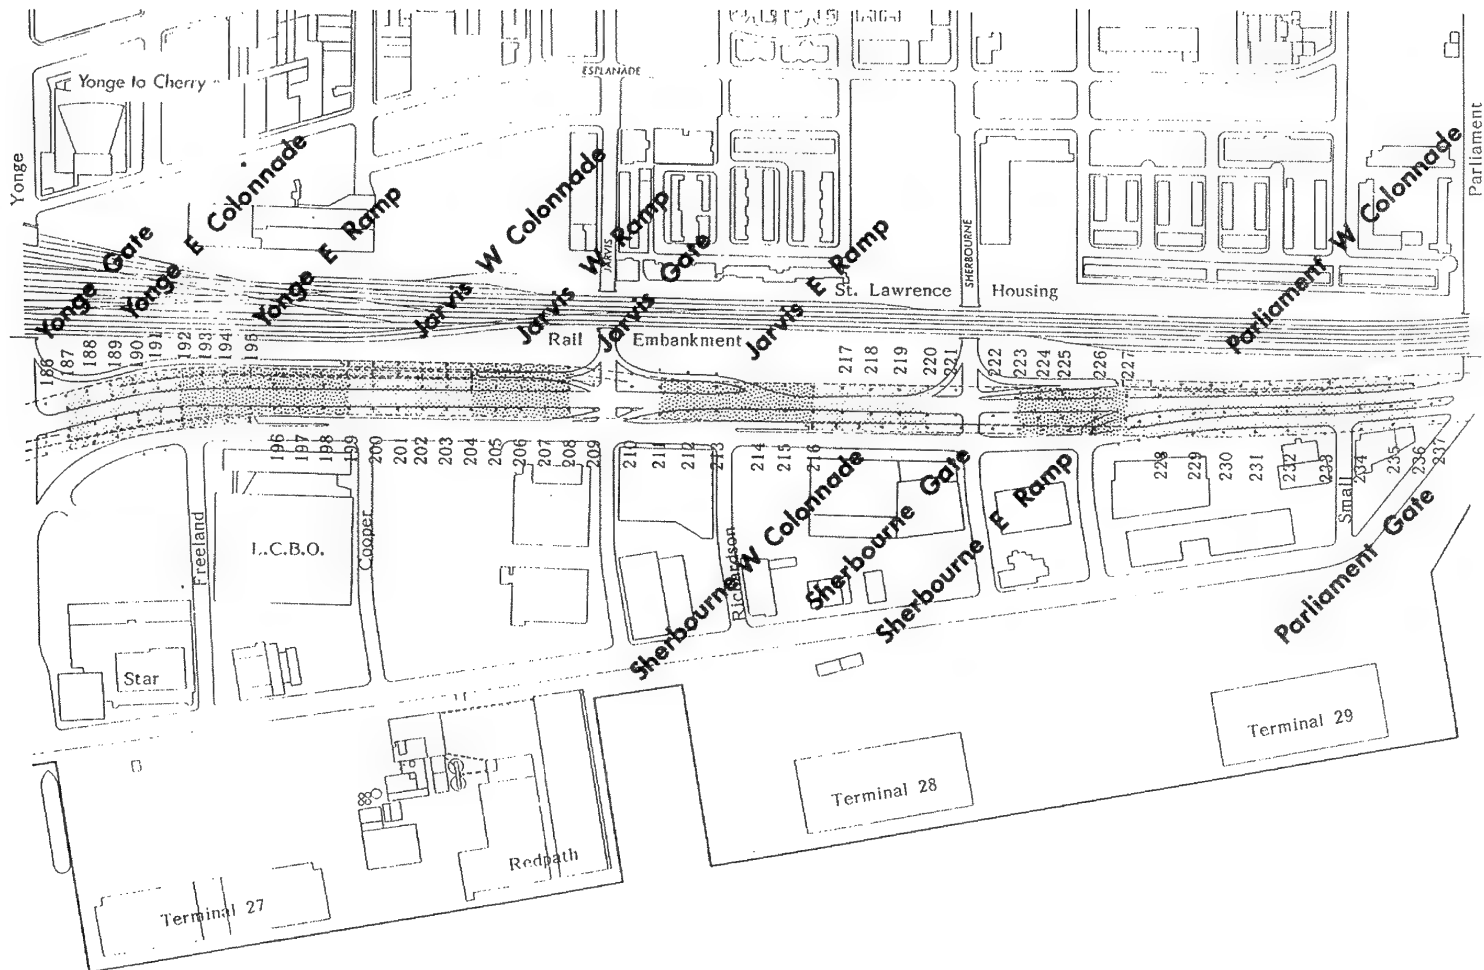 ESPLANADE
Yonge to Cherry
Yonge
Parliament
Yonge Gate
Yonge E Colonnade
Yonge E Ramp
Jarvis W Colonnade
Jarvis W Ramp
JARVIS
Jarvis Gate
Jarvis E Ramp
SHERBOURNE
Parliament W Colonnade
St. Lawrence Housing
Rail Embankment
186 187 188 189 190 191 192 193 194 195
217 218 219 220 221 222 223 224 225 226 227
196 197 198 199 200 201 202 203 204 205 206 207 208 209 210 211 212 213 214 215 216
228 229 230 231 232 233 234 235 236 237
Sherbourne W Colonnade
Sherbourne Gate
Sherbourne E Ramp
Parliament Gate
Freeland
L.C.B.O.
Cooper
Richardson
Small
Star
Terminal 29
Terminal 28
Redpath
Terminal 27